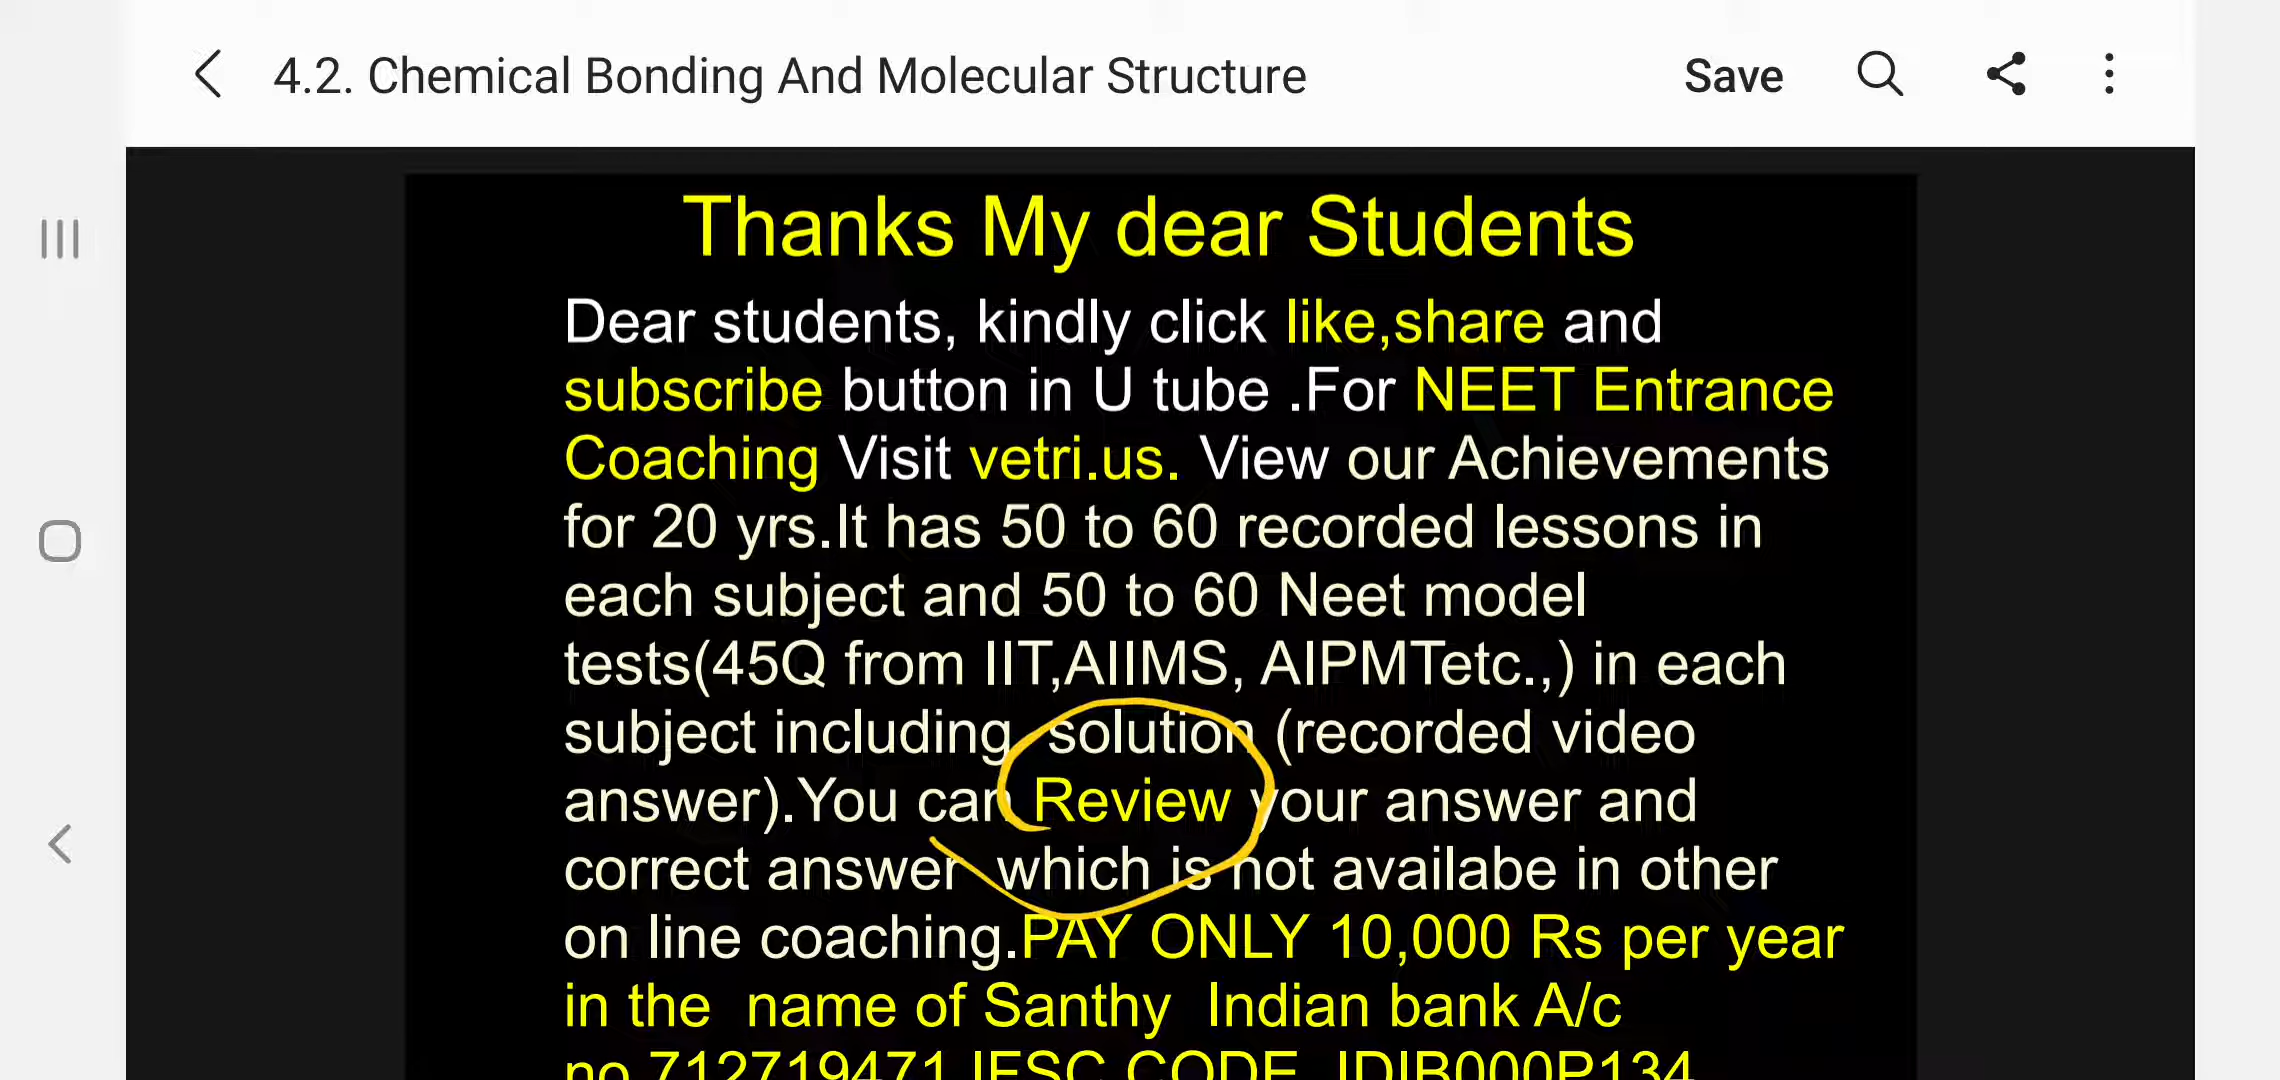 4.2. Chemical Bonding And Molecular Structure
Save
Thanks My dear Students
Dear students, kindly click like,share and
subscribe button in U tube .For NEET Entrance
Coaching Visit vetri.us. View our Achievements
for 20 yrs.It has 50 to 60 recorded lessons in
each subject and 50 to 60 Neet model
tests(45Q from IIT,AIIMS, AIPMTetc.,) in each
subject including solution (recorded video
answer).You can Review your answer and
correct answer which is not availabe in other
on line coaching.PAY ONLY 10,000 Rs per year
in the name of Santhy Indian bank A/c
no 712719471 IFSC CODE IDIB000P134